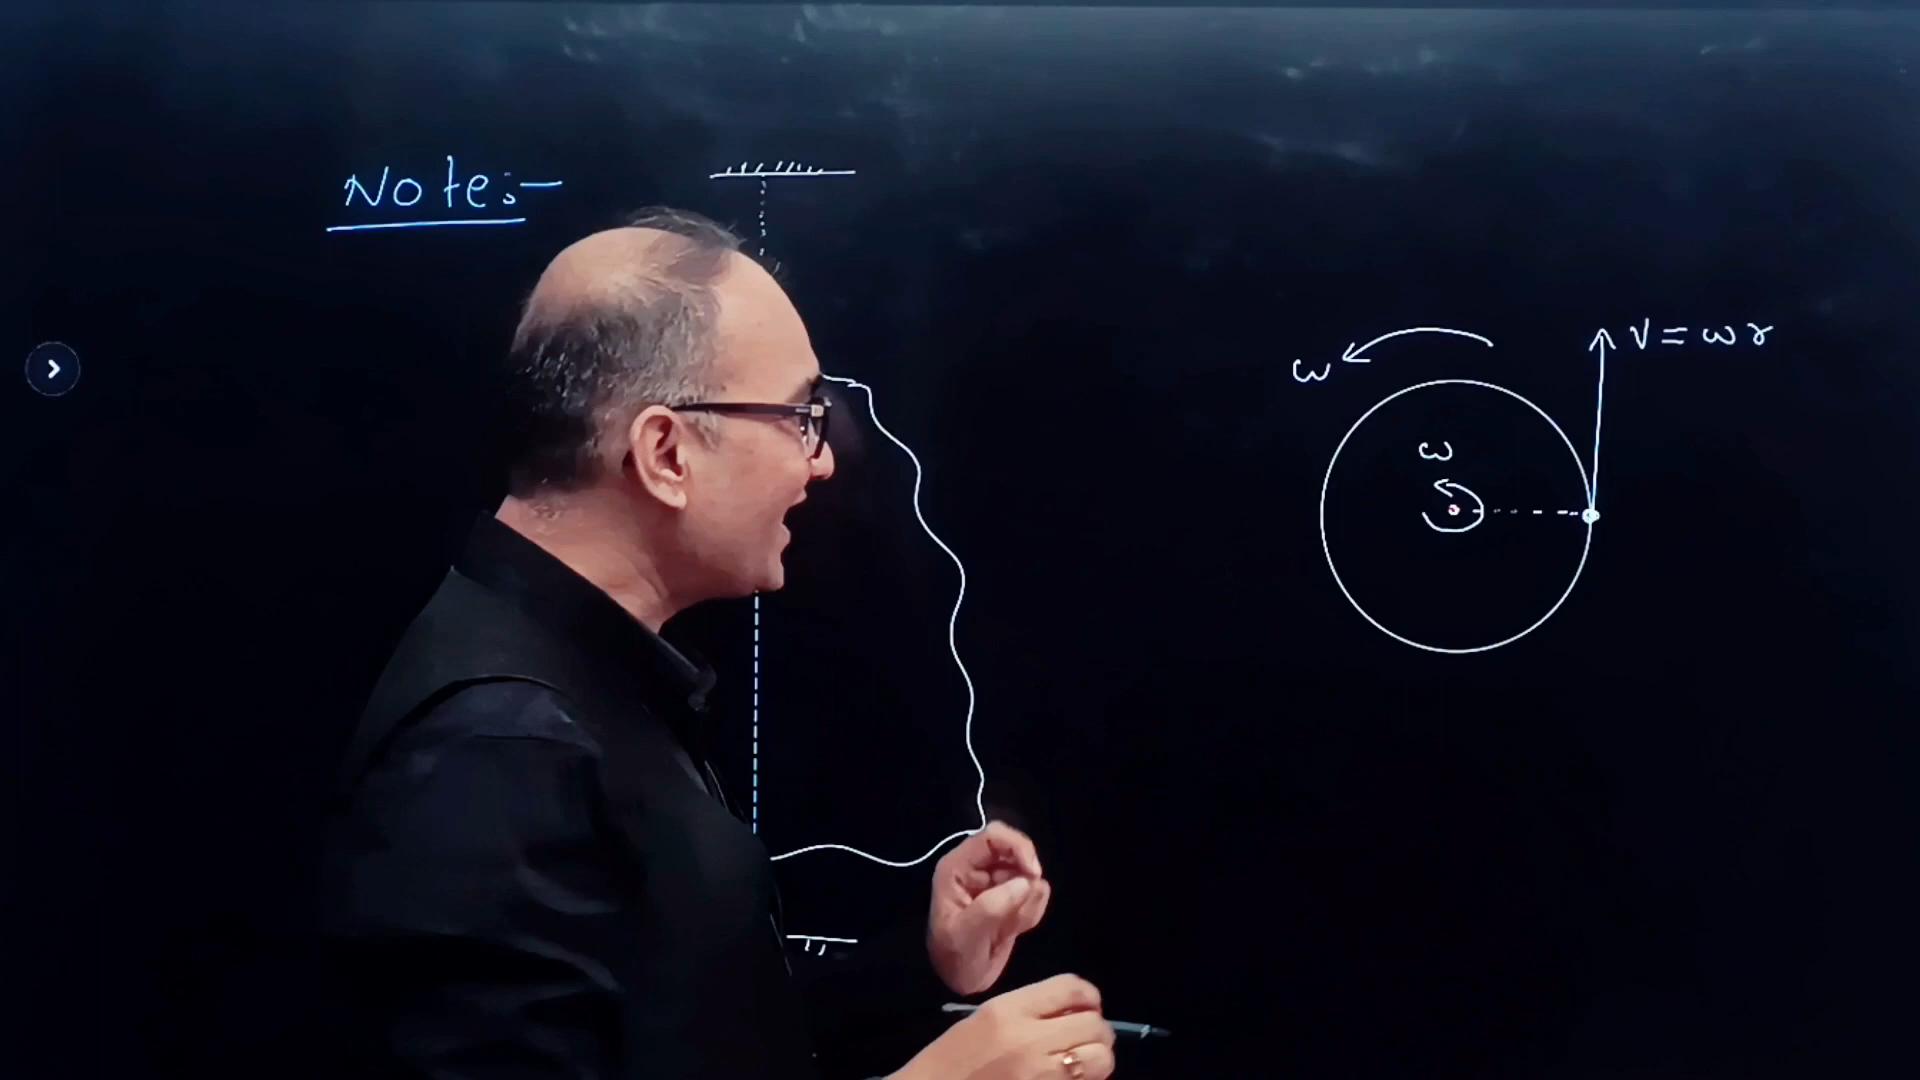 Note:-
V = ωr
ω
ω